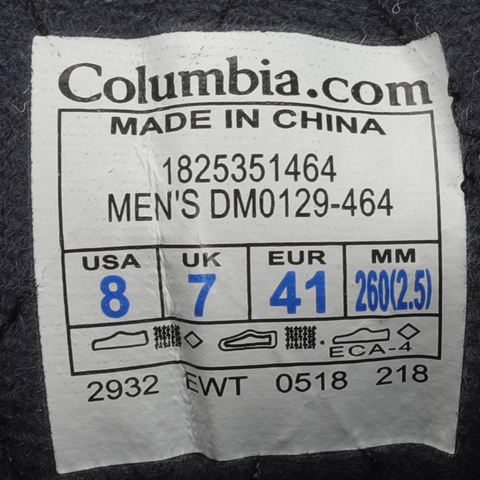 Columbia.com
MADE IN CHINA
1825351464
MEN'S DM0129-464
USA UK EUR MM
8 7 41 260(2.5)
ECA-4
2932 EWT 0518 218